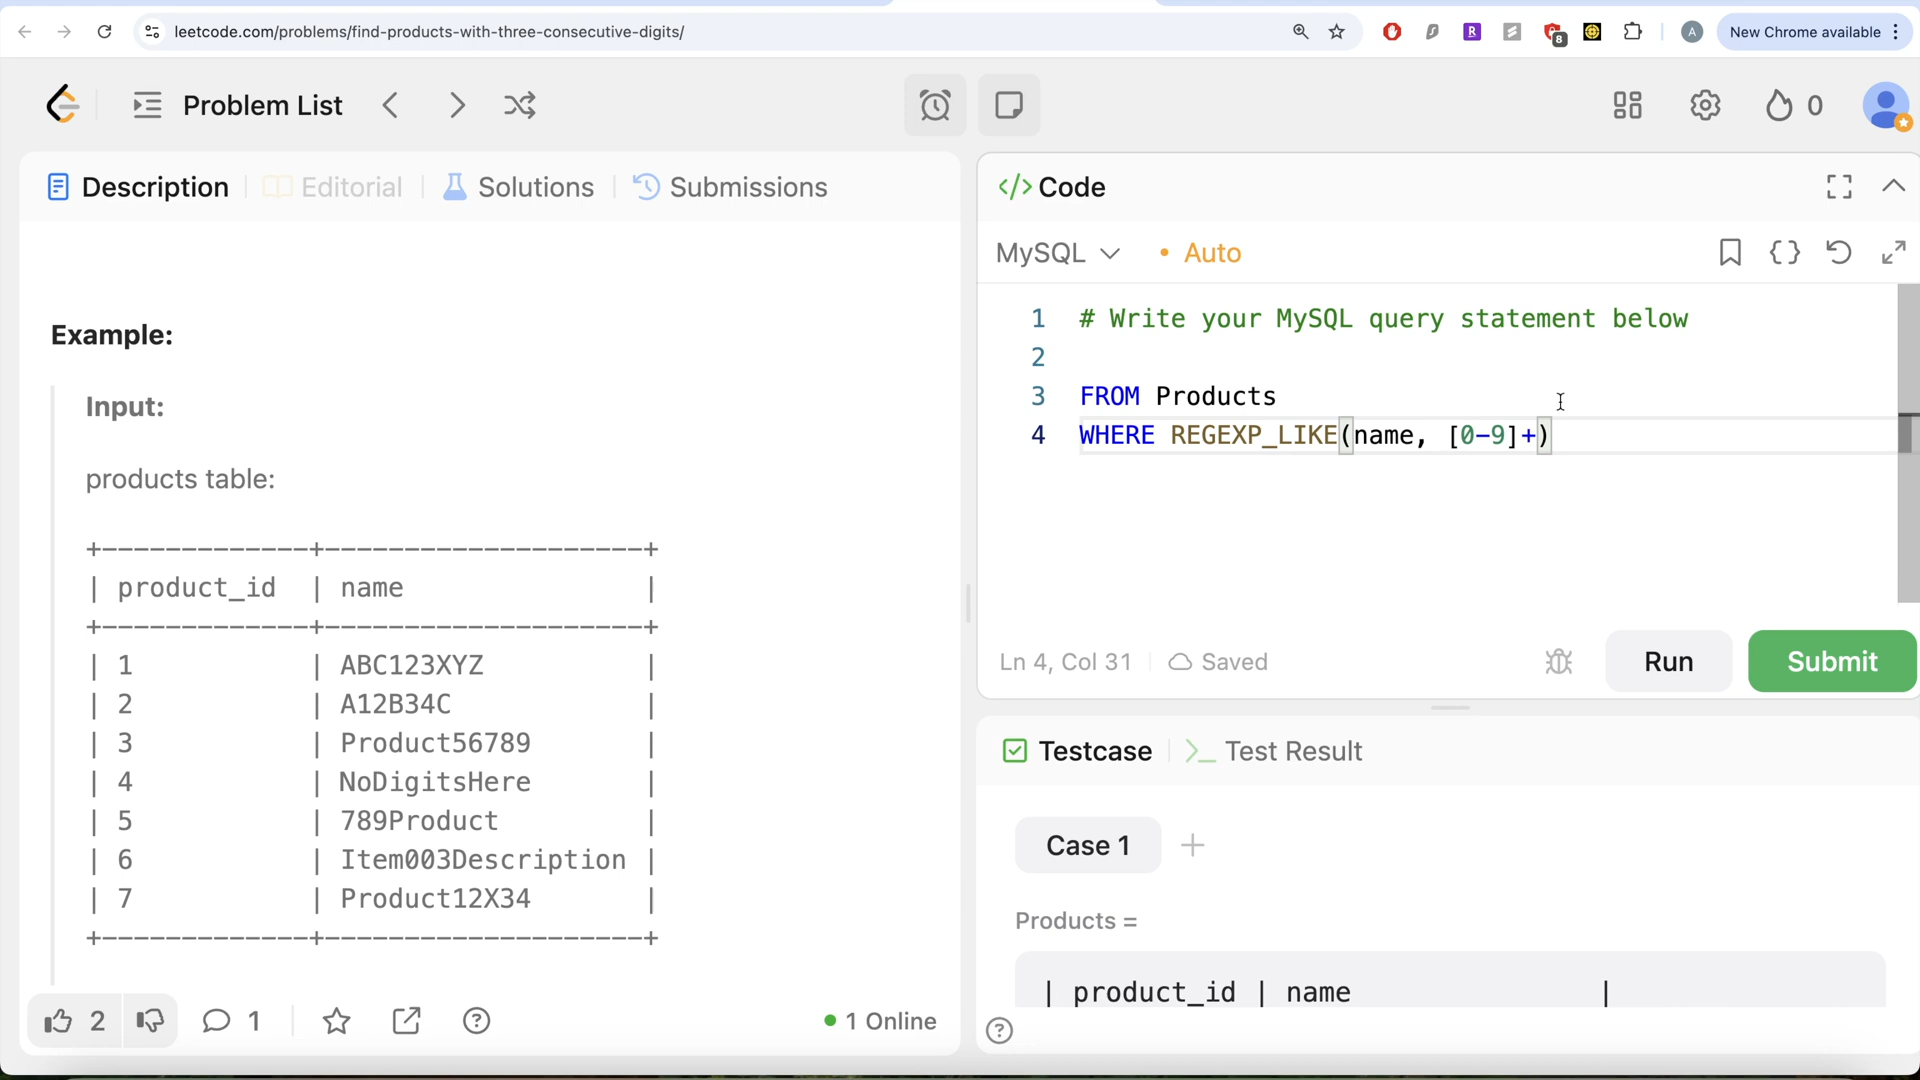 leetcode.com/problems/find-products-with-three-consecutive-digits/
R
8
A
New Chrome available
Problem List
0
Description
Editorial
Solutions
Submissions
Example:
Input:
products table:
+-------------+--------------------+
| product_id  | name               |
+-------------+--------------------+
| 1           | ABC123XYZ          |
| 2           | A12B34C            |
| 3           | Product56789       |
| 4           | NoDigitsHere       |
| 5           | 789Product         |
| 6           | Item003Description |
| 7           | Product12X34       |
+-------------+--------------------+
2
1
1 Online
</> Code
MySQL
• Auto
1 # Write your MySQL query statement below
2
3 FROM Products
4 WHERE REGEXP_LIKE(name, [0-9]+)
Ln 4, Col 31
Saved
Run
Submit
Testcase
>_ Test Result
Case 1
+
Products =
| product_id | name               |